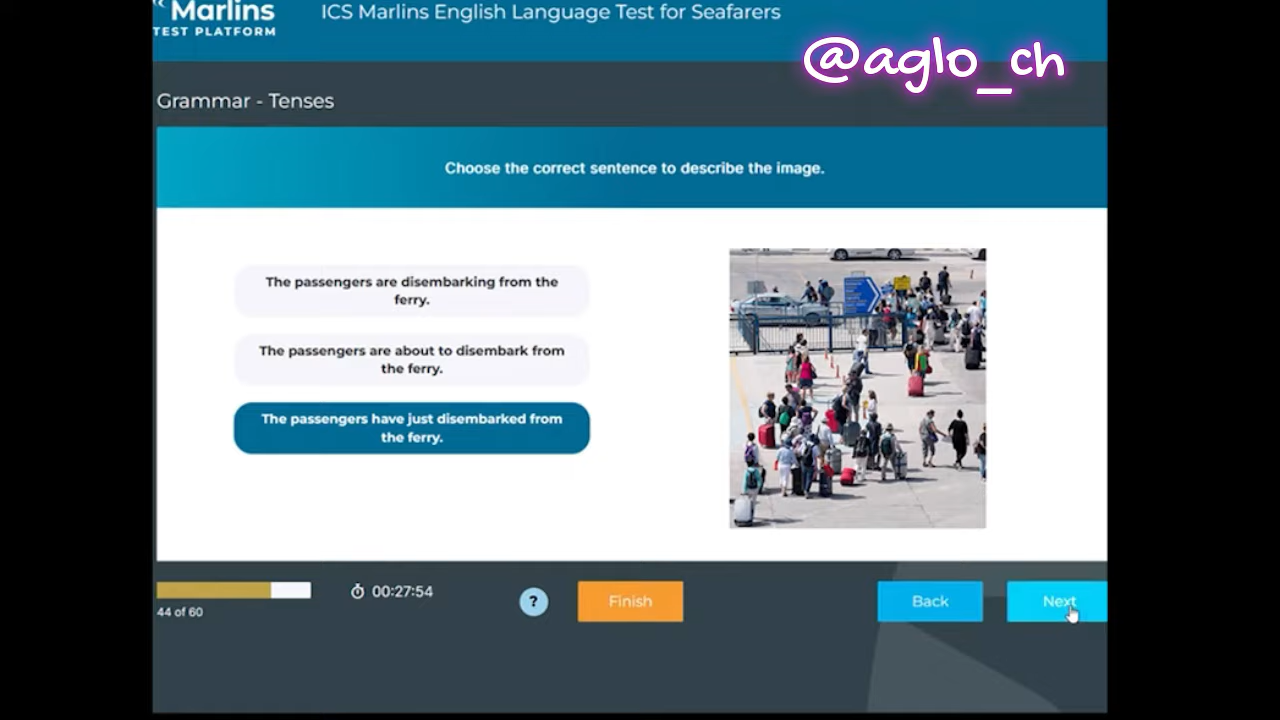 Marlins
TEST PLATFORM
ICS Marlins English Language Test for Seafarers
@aglo_ch
Grammar - Tenses
Choose the correct sentence to describe the image.
The passengers are disembarking from the
ferry.
The passengers are about to disembark from
the ferry.
The passengers have just disembarked from
the ferry.
44 of 60
00:27:54
?
Finish
Back
Next